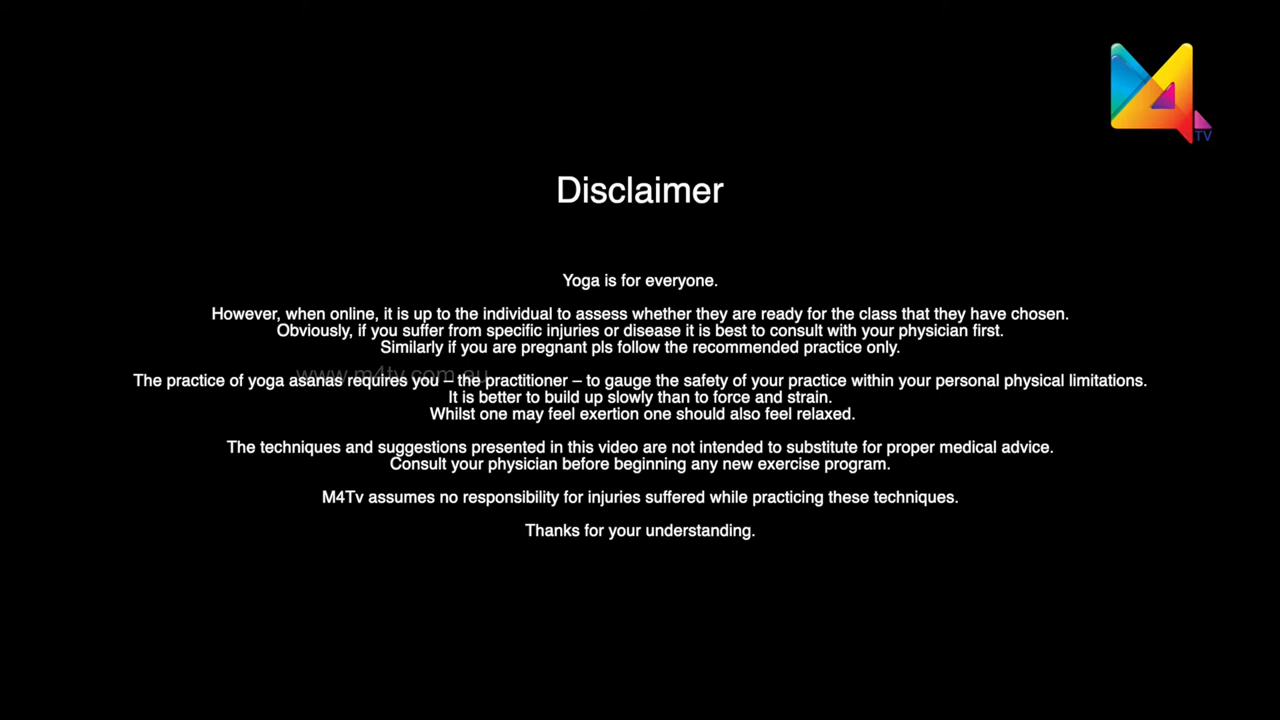 M4
TV
Disclaimer
Yoga is for everyone.
However, when online, it is up to the individual to assess whether they are ready for the class that they have chosen.
Obviously, if you suffer from specific injuries or disease it is best to consult with your physician first.
Similarly if you are pregnant pls follow the recommended practice only.
www.m4tv.com.au
The practice of yoga asanas requires you – the practitioner – to gauge the safety of your practice within your personal physical limitations.
It is better to build up slowly than to force and strain.
Whilst one may feel exertion one should also feel relaxed.
The techniques and suggestions presented in this video are not intended to substitute for proper medical advice.
Consult your physician before beginning any new exercise program.
M4Tv assumes no responsibility for injuries suffered while practicing these techniques.
Thanks for your understanding.